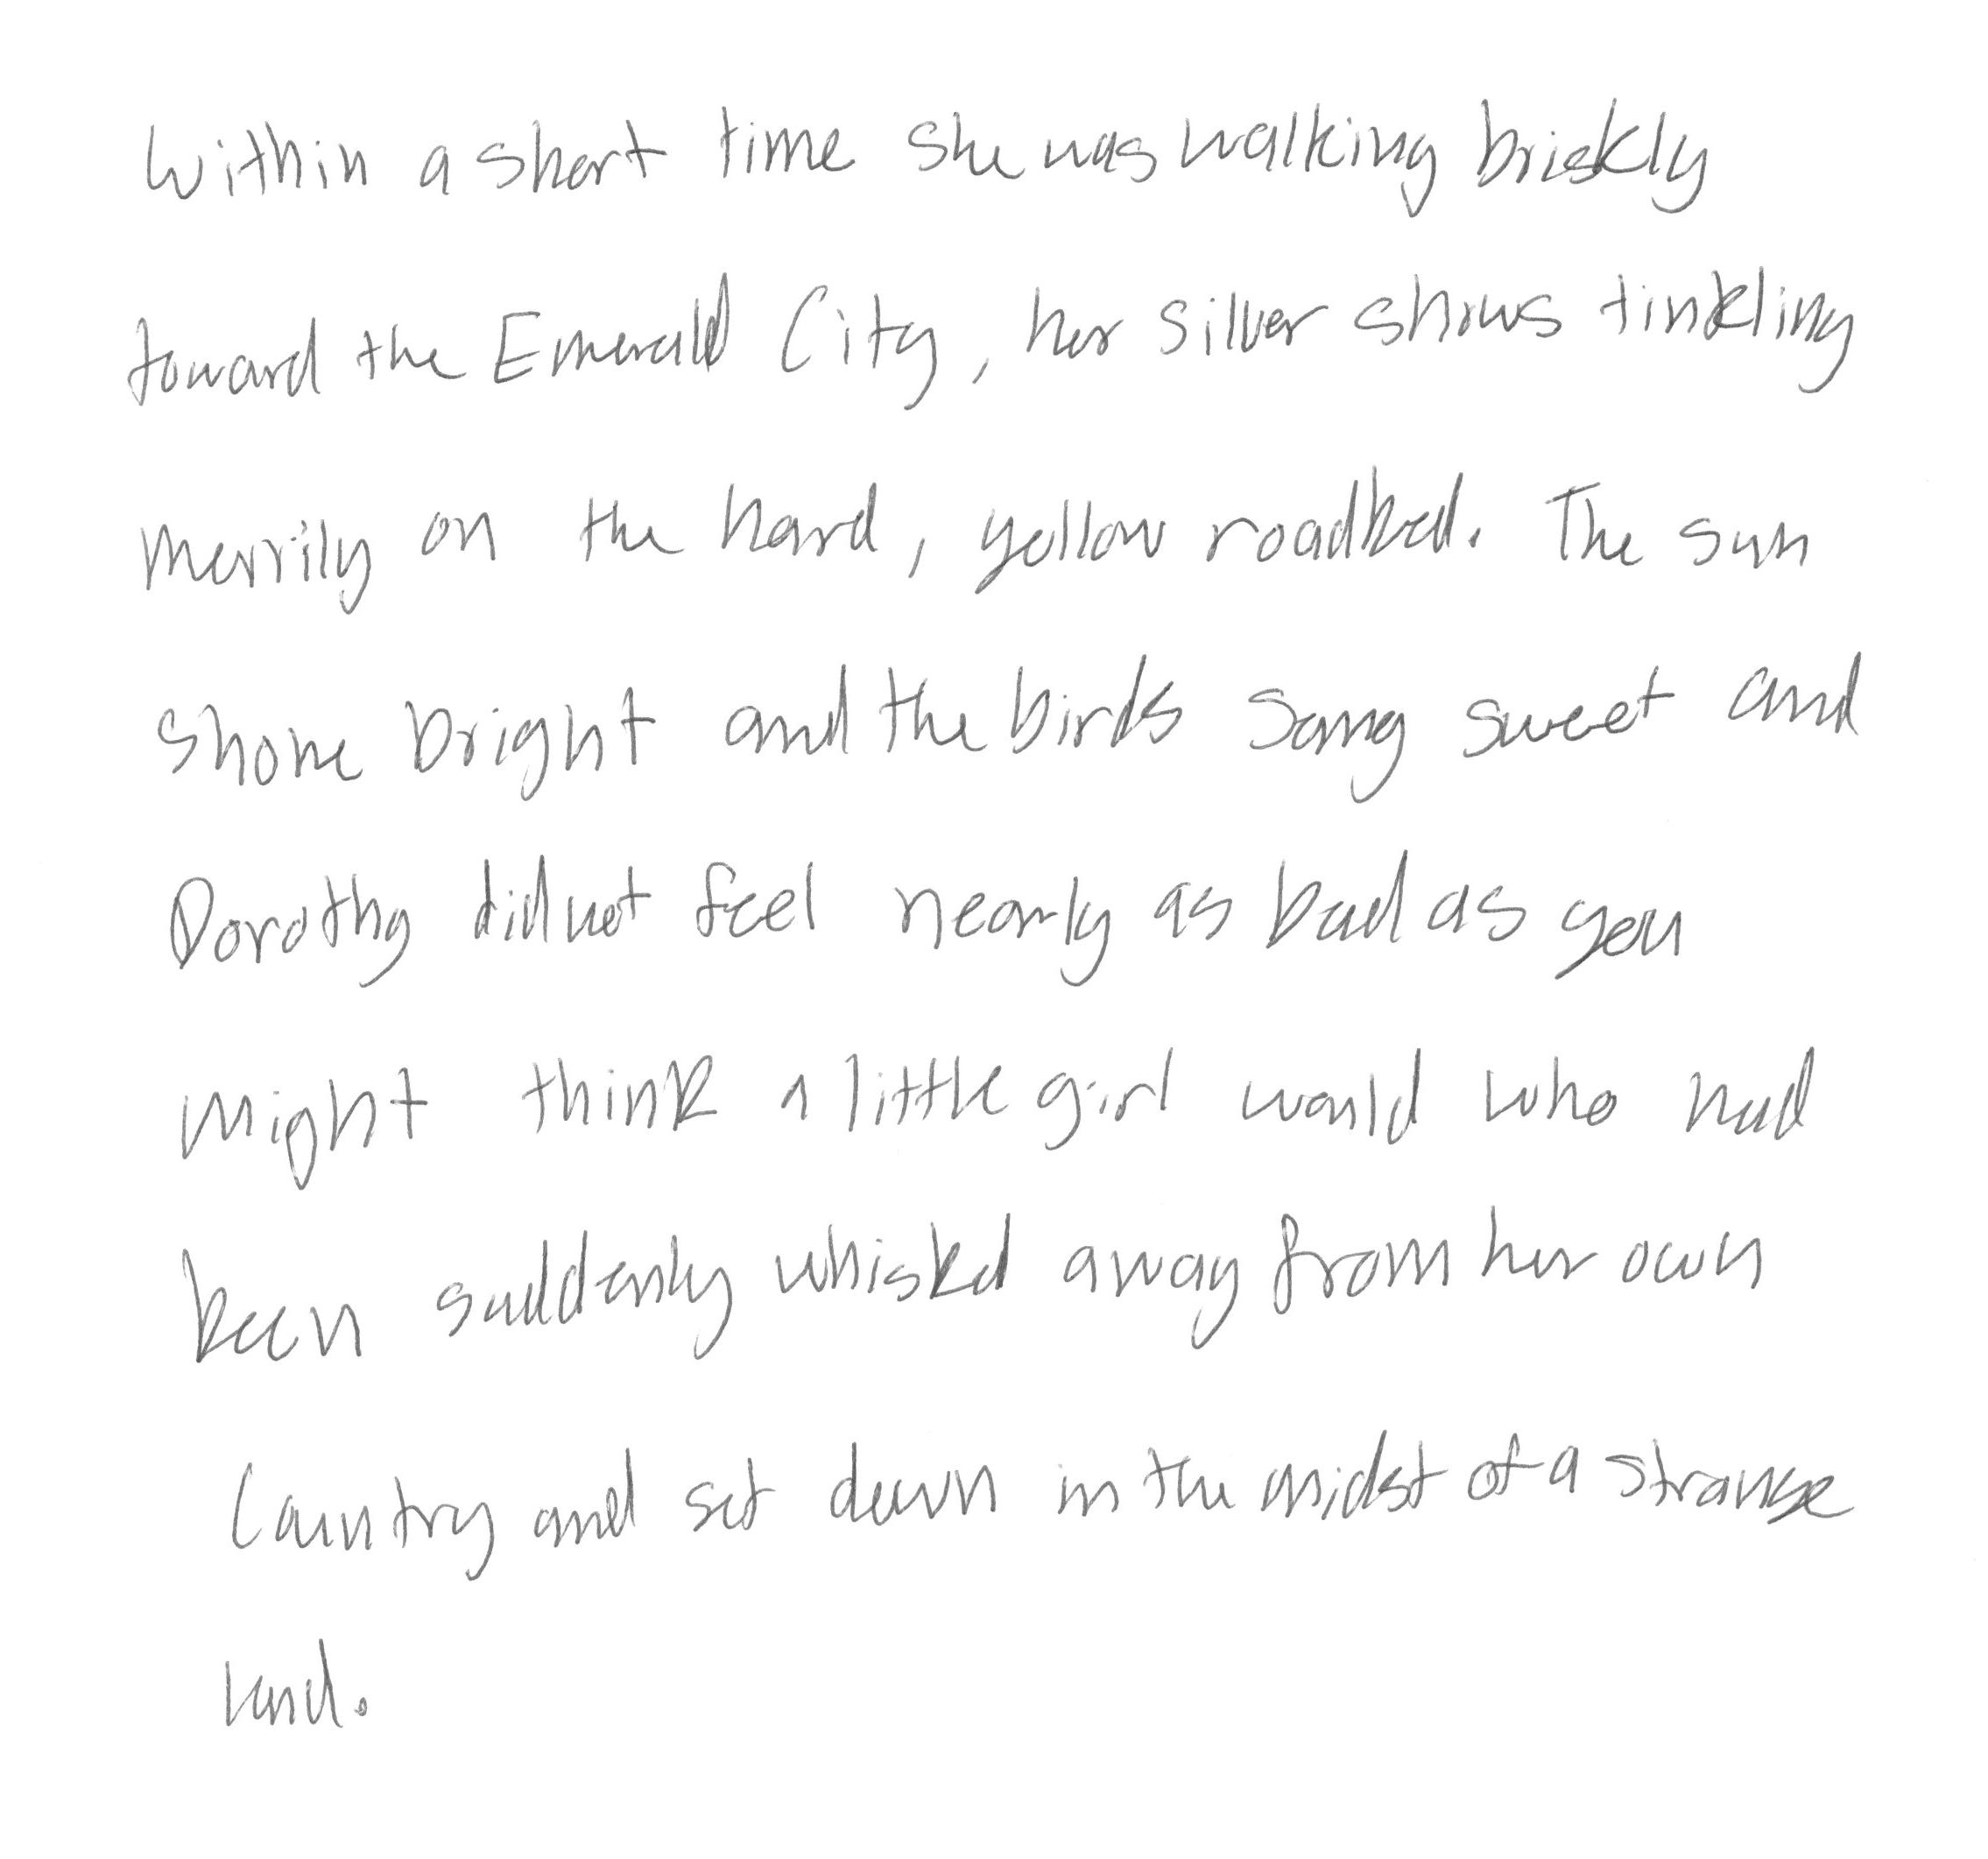 Within a short time she was walking briskly
toward the Emerald City, her silver shoes tinkling
merrily on the hard, yellow roadbed. The sun
shone bright and the birds sang sweet and
Dorothy did not feel nearly as bad as you
might think a little girl would who had
been suddenly whisked away from her own
country and set down in the midst of a strange
land.